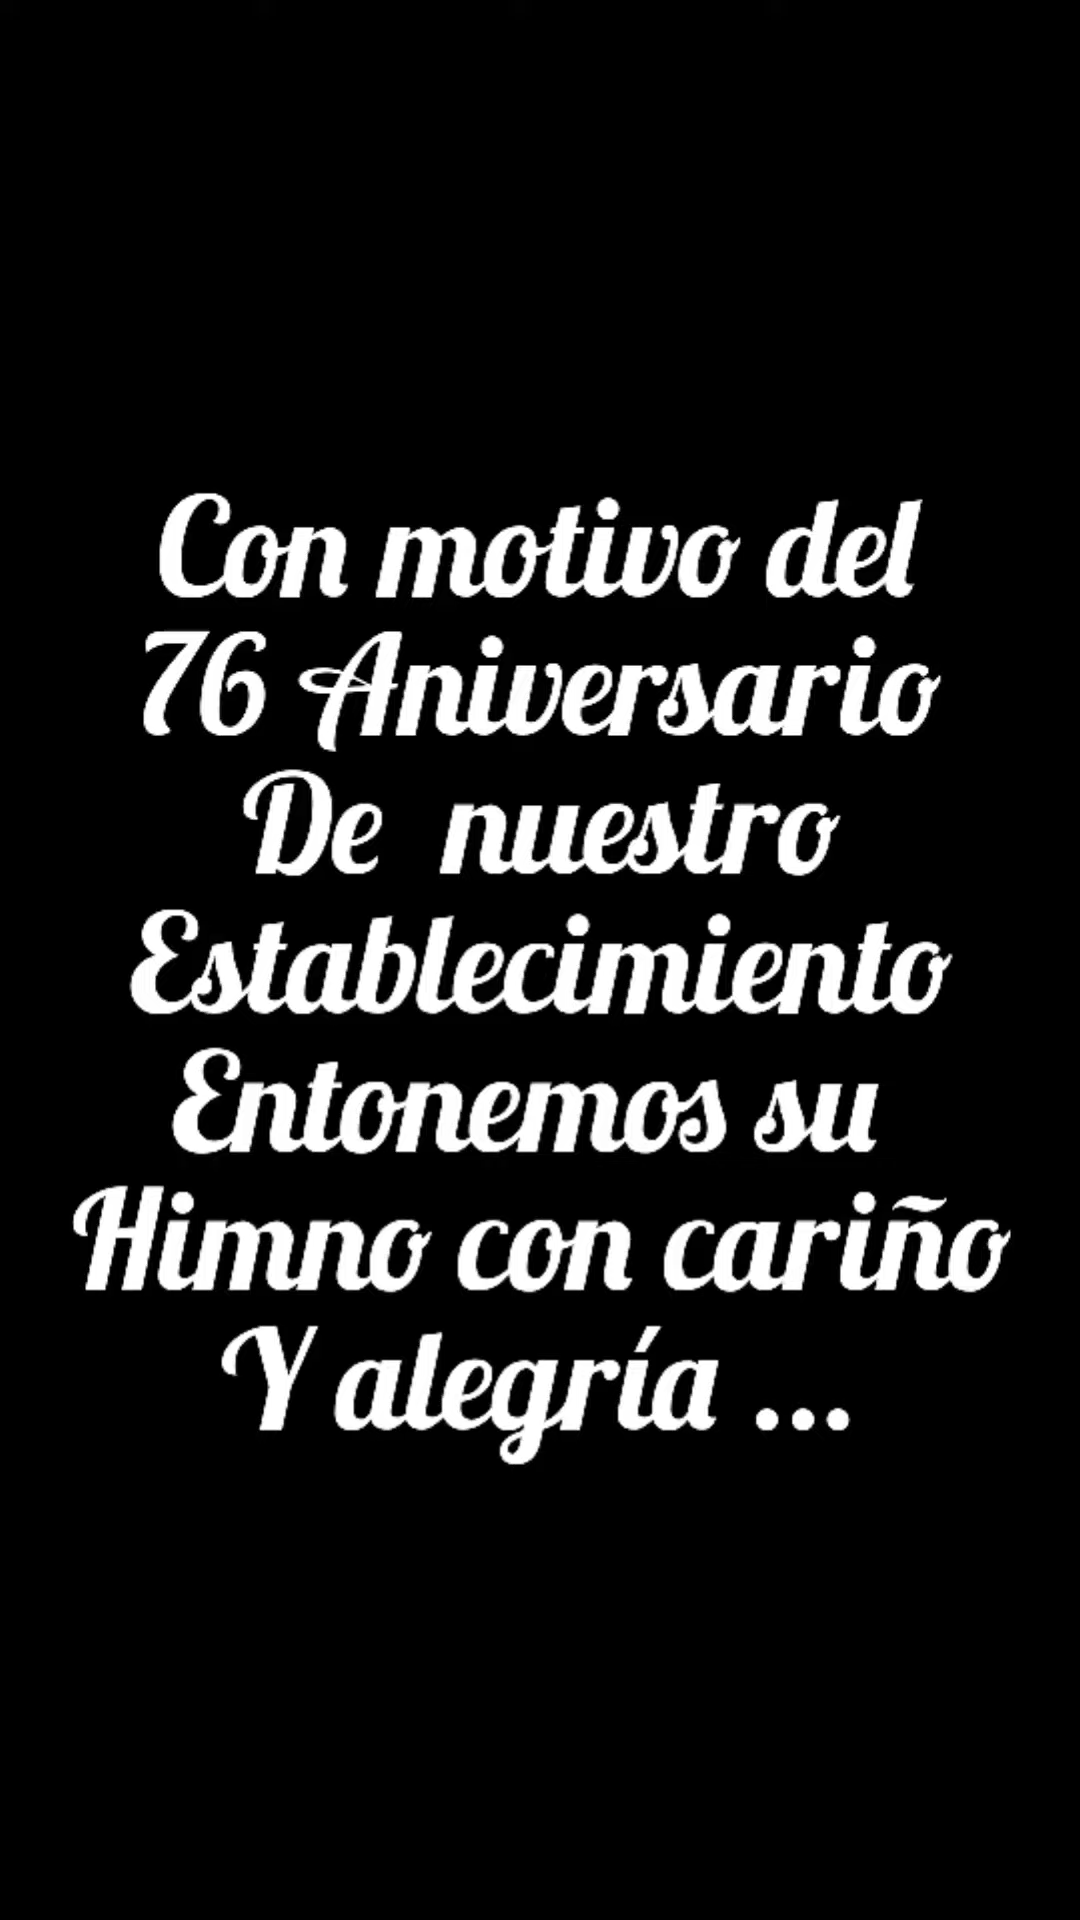 Con motivo del
76 Aniversario
De nuestro
Establecimiento
Entonemos su
Himno con cariño
Y alegría ...